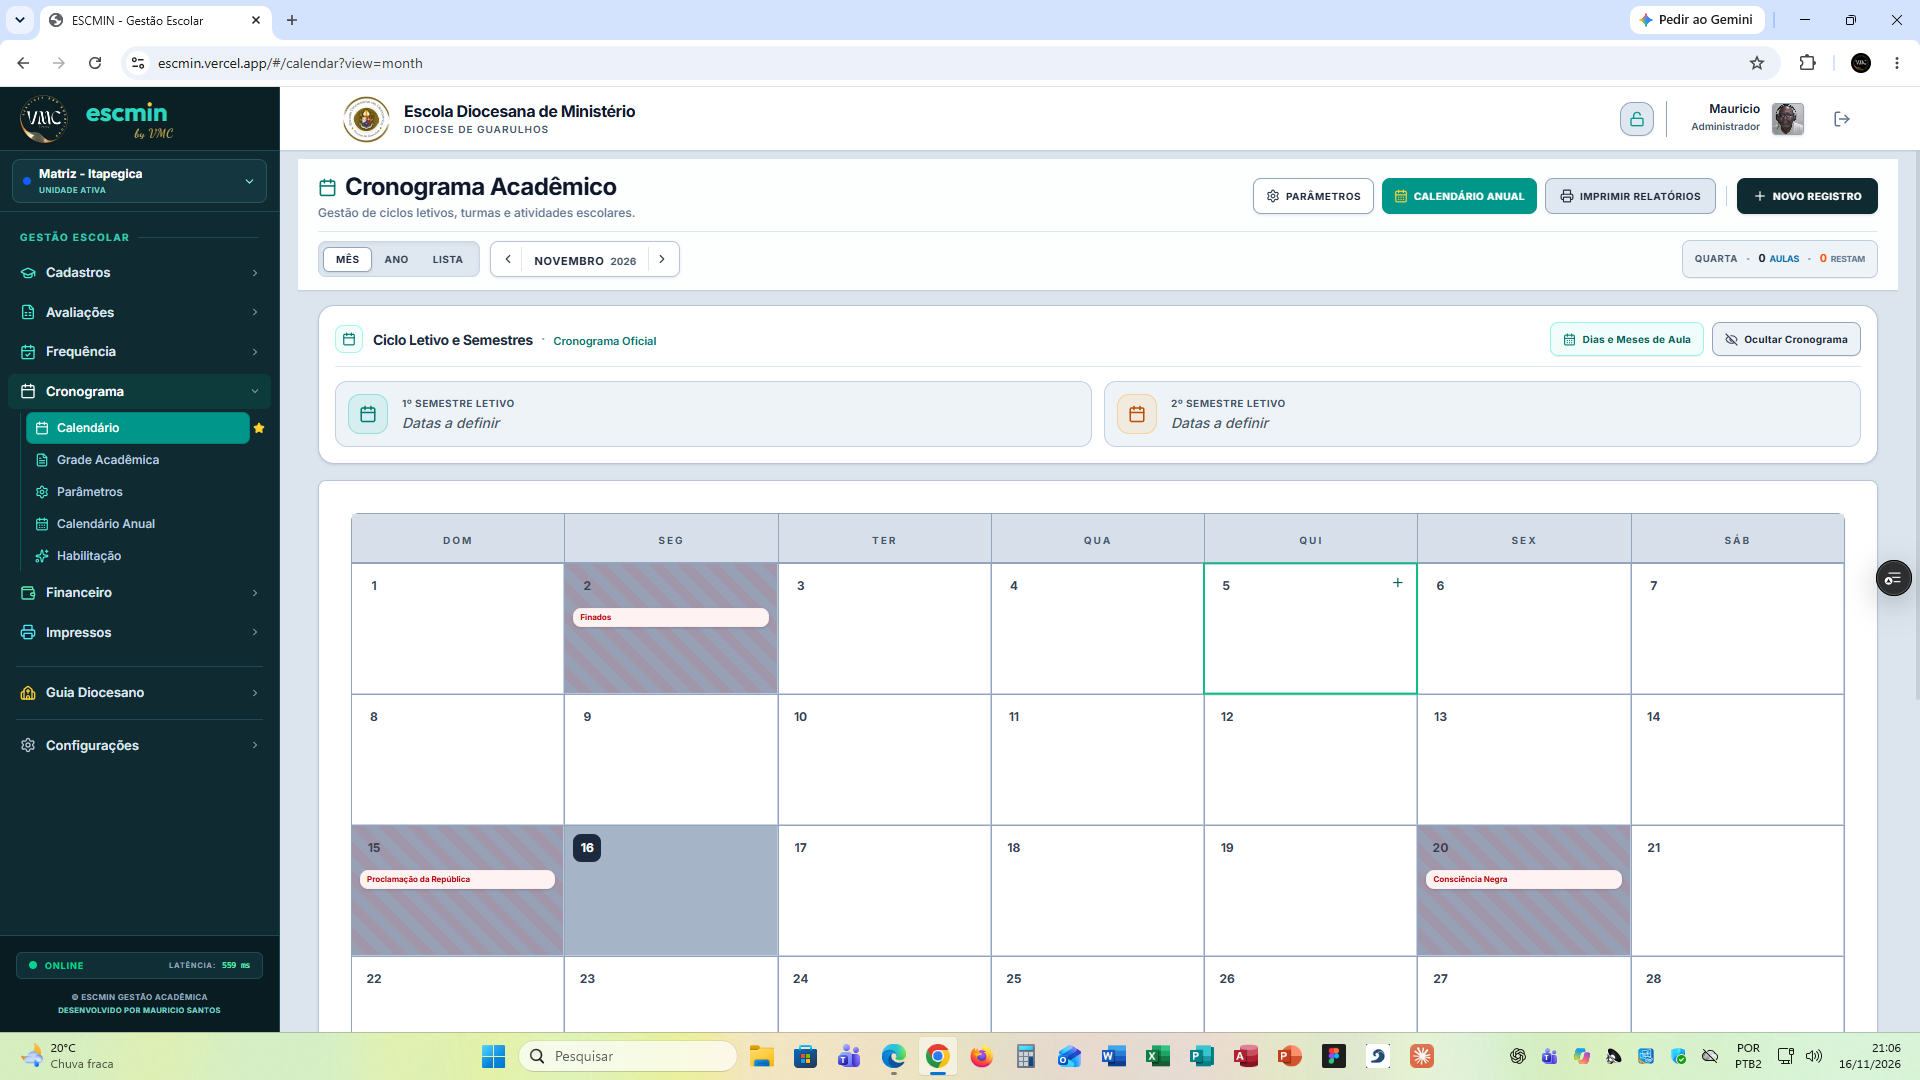 ESCMIN - Gestão Escolar
Pedir ao Gemini
escmin.vercel.app/#/calendar?view=month
VMC
escmin
by VMC
Escola Diocesana de Ministério
DIOCESE DE GUARULHOS
Mauricio
Administrador
Matriz - Itapegica
UNIDADE ATIVA
GESTÃO ESCOLAR
Cadastros
Avaliações
Frequência
Cronograma
Calendário
Grade Acadêmica
Parâmetros
Calendário Anual
Habilitação
Financeiro
Impressos
Guia Diocesano
Configurações
ONLINE LATÊNCIA: 559 ms
© ESCMIN GESTÃO ACADÊMICA
DESENVOLVIDO POR MAURICIO SANTOS
Cronograma Acadêmico
Gestão de ciclos letivos, turmas e atividades escolares.
PARÂMETROS
CALENDÁRIO ANUAL
IMPRIMIR RELATÓRIOS
NOVO REGISTRO
MÊS ANO LISTA
NOVEMBRO 2026
QUARTA · 0 AULAS · 0 RESTAM
Ciclo Letivo e Semestres · Cronograma Oficial
Dias e Meses de Aula
Ocultar Cronograma
1º SEMESTRE LETIVO
Datas a definir
2º SEMESTRE LETIVO
Datas a definir
DOM SEG TER QUA QUI SEX SÁB
1 2 3 4 5 6 7
Finados
8 9 10 11 12 13 14
15 16 17 18 19 20 21
Proclamação da República
Consciência Negra
22 23 24 25 26 27 28
20°C
Chuva fraca
Pesquisar
POR
PTB2
21:06
16/11/2026